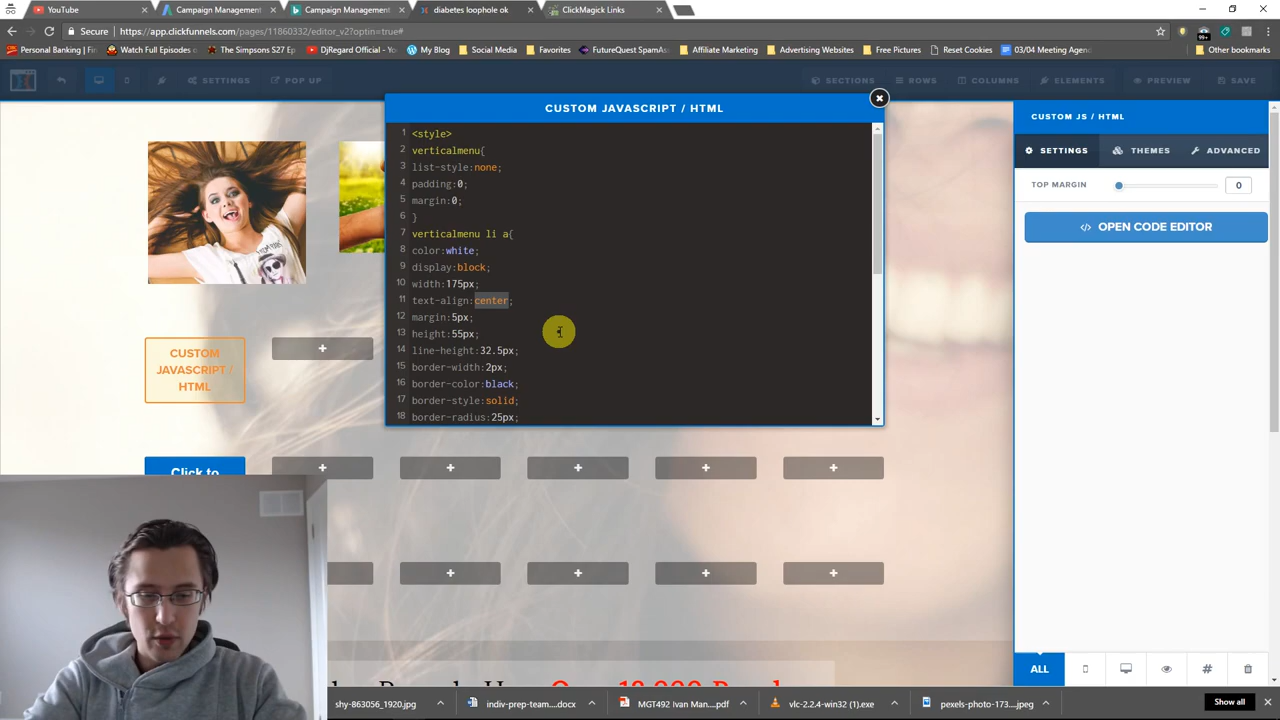 YouTube
Campaign Management
Campaign Management
diabetes loophole ok
ClickMagick Links
Secure
https://app.clickfunnels.com/pages/11860332/editor_v2?optin=true#
Personal Banking | Fin
Watch Full Episodes of
The Simpsons S27 Ep
DjRegard Official - You
My Blog
Social Media
Favorites
FutureQuest SpamAss
Affiliate Marketing
Advertising Websites
Free Pictures
Reset Cookies
03/04 Meeting Agend
Other bookmarks
SETTINGS
POP UP
SECTIONS
ROWS
COLUMNS
ELEMENTS
PREVIEW
SAVE
CUSTOM JAVASCRIPT / HTML
1 <style>
2 verticalmenu{
3 list-style:none;
4 padding:0;
5 margin:0;
6 }
7 verticalmenu li a{
8 color:white;
9 display:block;
10 width:175px;
11 text-align:center;
12 margin:5px;
13 height:55px;
14 line-height:32.5px;
15 border-width:2px;
16 border-color:black;
17 border-style:solid;
18 border-radius:25px;
CUSTOM JS / HTML
SETTINGS
THEMES
ADVANCED
TOP MARGIN
0
</> OPEN CODE EDITOR
CUSTOM
JAVASCRIPT /
HTML
Click to
ALL
shy-863056_1920.jpg
indiv-prep-team....docx
MGT492 Ivan Man....pdf
vlc-2.2.4-win32 (1).exe
pexels-photo-173....jpeg
Show all